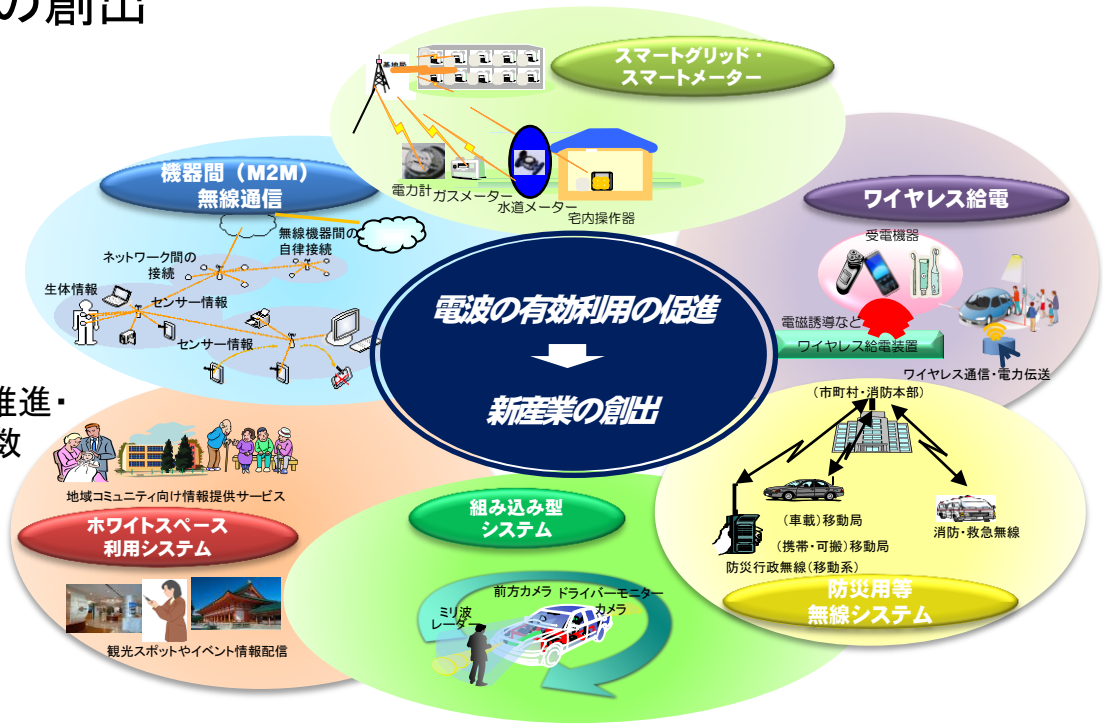 の創出
スマートグリッド・
スマートメーター
基地局
電力計
ガスメーター
水道メーター
宅内操作器
機器間（M2M）
無線通信
無線機器間の
自律接続
ネットワーク間の
接続
生体情報
センサー情報
センサー情報
ワイヤレス給電
受電機器
電磁誘導など
ワイヤレス給電装置
ワイヤレス通信・電力伝送
電波の有効利用の促進
新産業の創出
推進・
数
地域コミュニティ向け情報提供サービス
ホワイトスペース
利用システム
観光スポットやイベント情報配信
組み込み型
システム
前方カメラ
ドライバーモニター
カメラ
ミリ波
レーダー
（市町村・消防本部）
（車載）移動局
（携帯・可搬）移動局
消防・救急無線
防災行政無線（移動系）
防災用等
無線システム